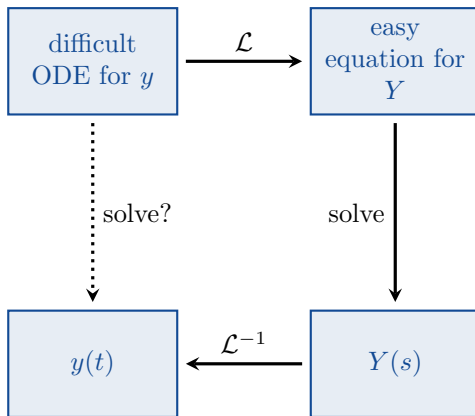 difficult
ODE for y
ℒ
easy
equation for
Y
solve?
solve
y(t)
ℒ⁻¹
Y(s)